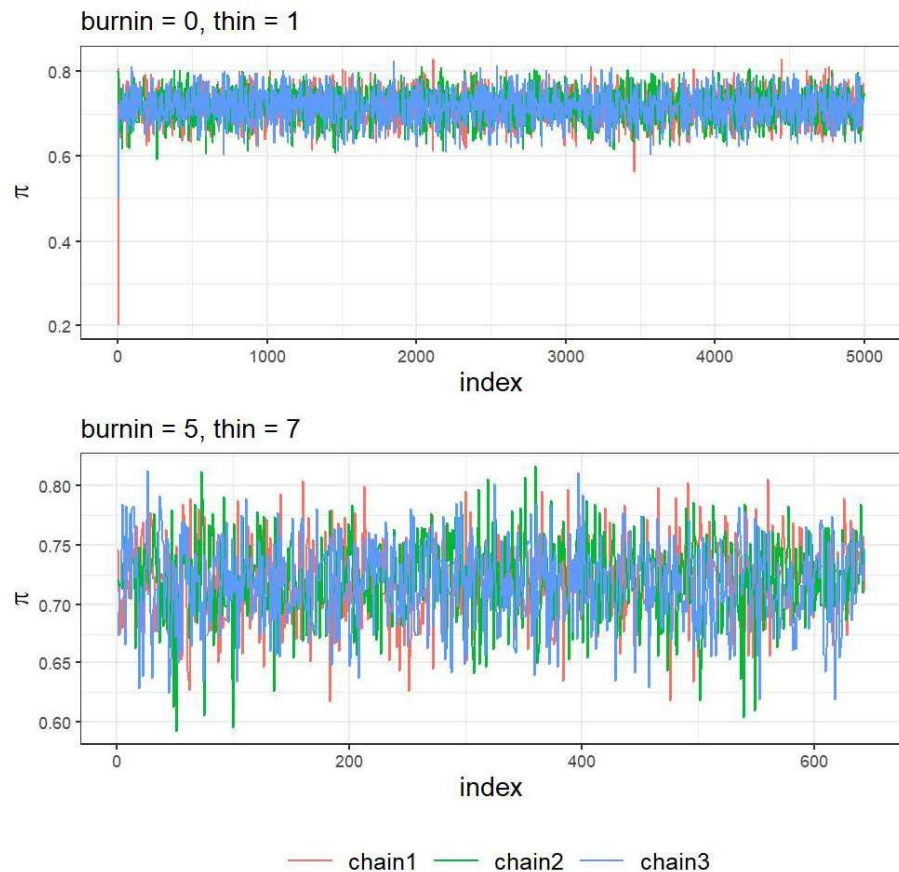 burnin = 0, thin = 1
0.8
0.6
0.4
0.2
π
0 1000 2000 3000 4000 5000
index
burnin = 5, thin = 7
0.80
0.75
0.70
0.65
0.60
π
0 200 400 600
index
chain1 chain2 chain3